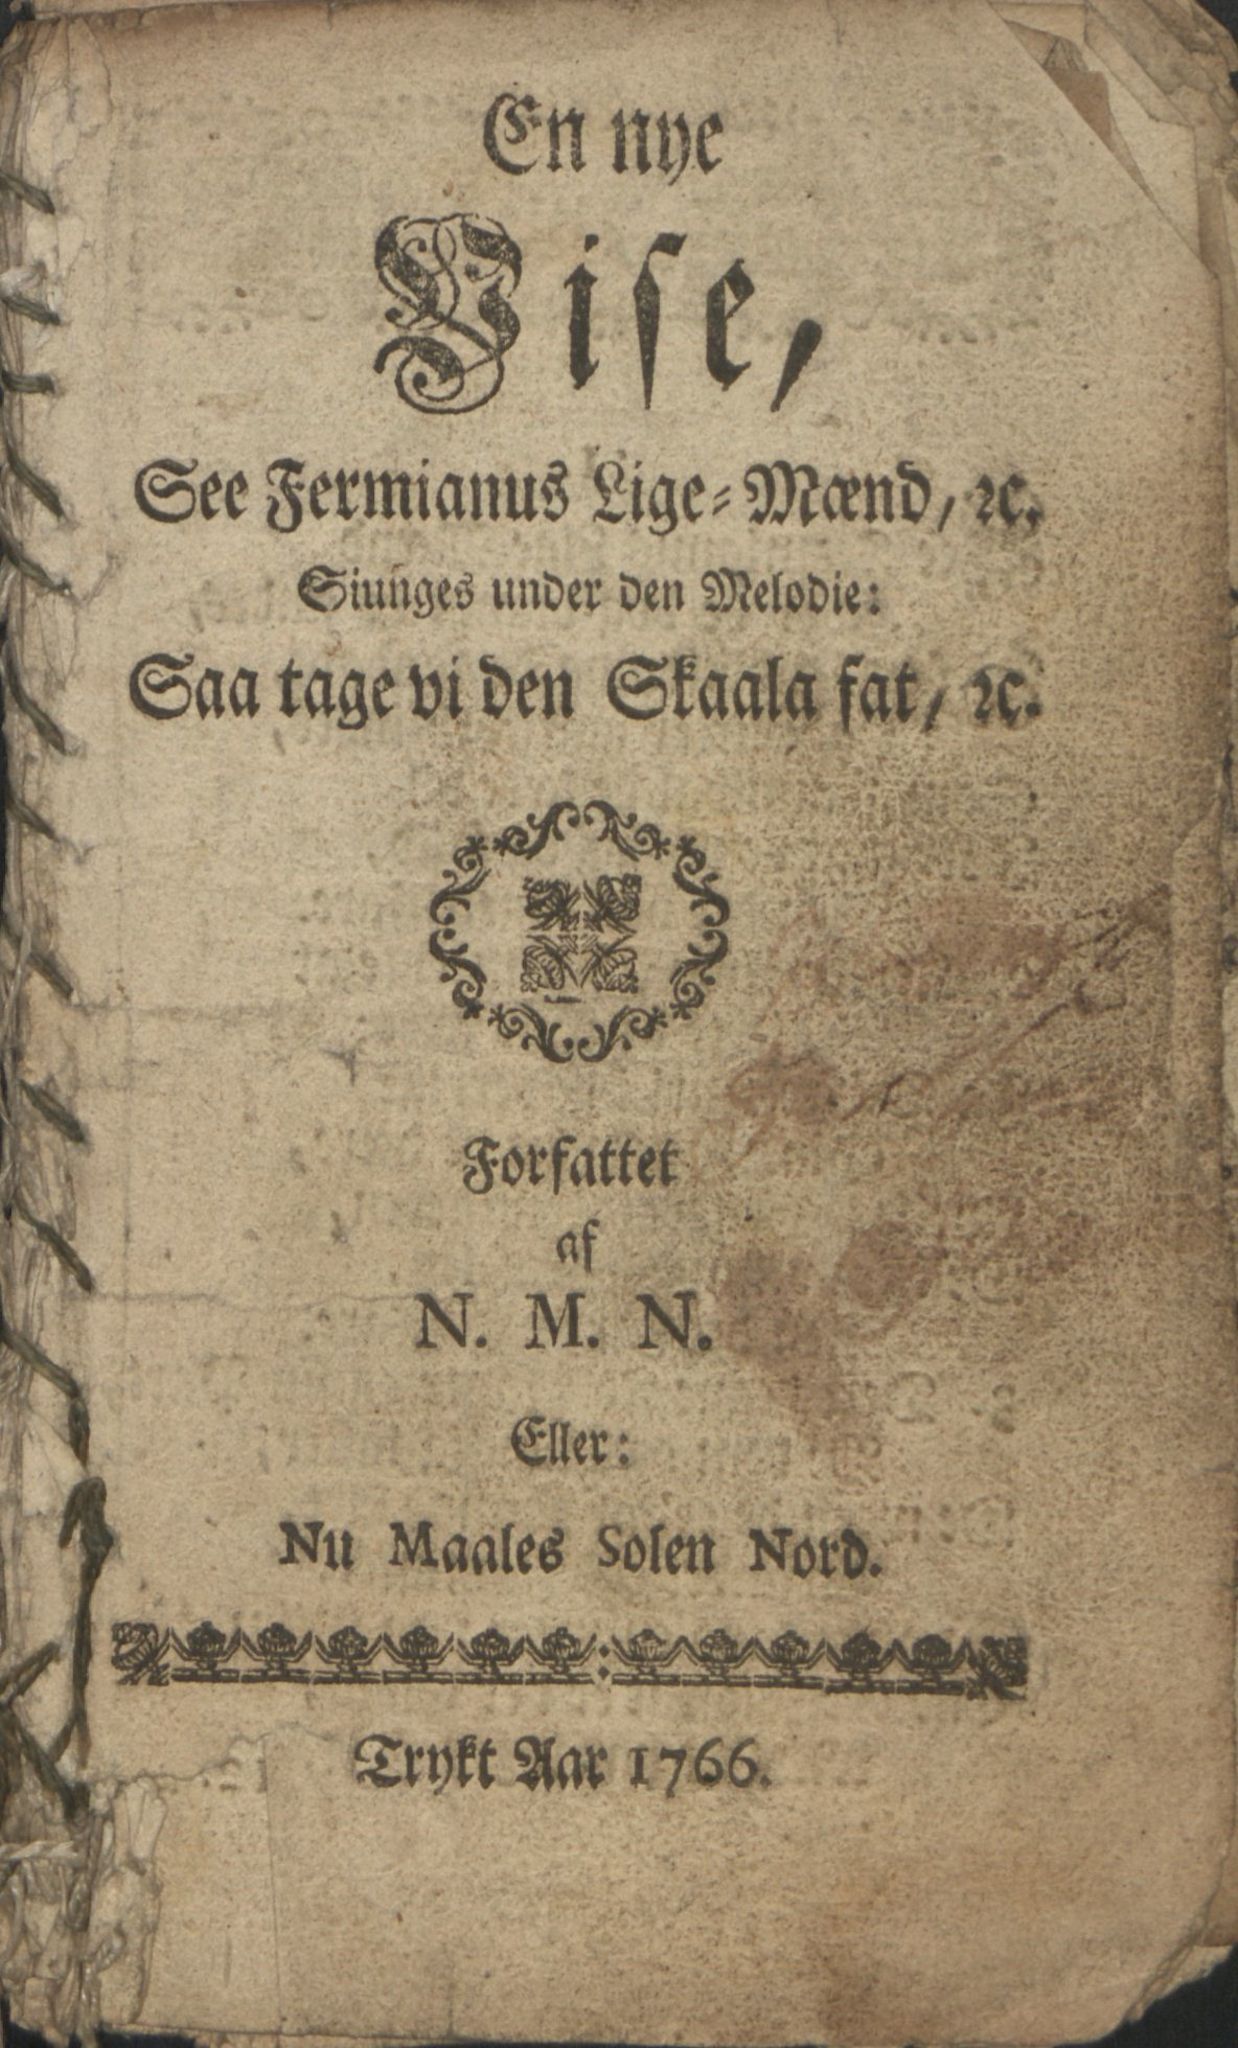 En nye
Vise,
See Fermianus Lige-Mænd, ꝛc.
Siunges under den Melodie:
Saa tage vi den Skaala fat, ꝛc.
Forfattet
af
N. M. N.
Eller:
Nu Maales Solen Nord.
Trykt Aar 1766.